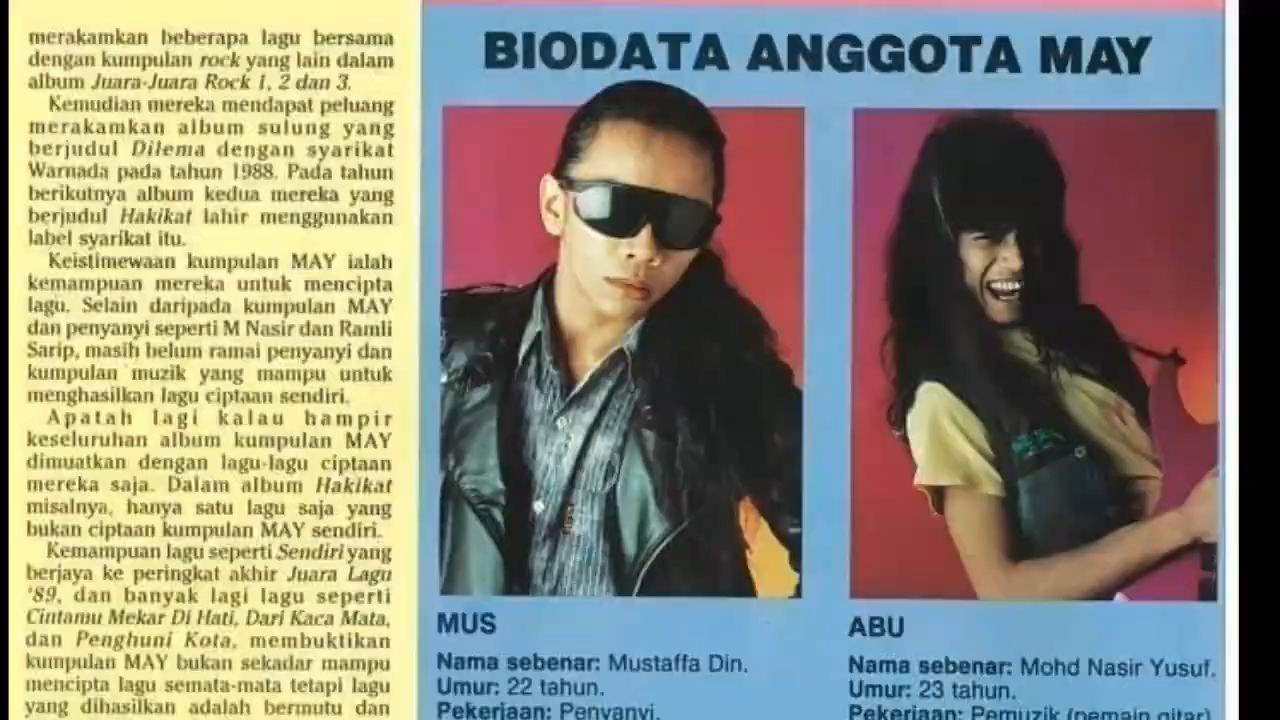 merakamkan beberapa lagu bersama
dengan kumpulan rock yang lain dalam
album Juara-Juara Rock 1, 2 dan 3.
Kemudian mereka mendapat peluang
merakamkan album sulung yang
berjudul Dilema dengan syarikat
Warnada pada tahun 1988. Pada tahun
berikutnya album kedua mereka yang
berjudul Hakikat lahir menggunakan
label syarikat itu.
Keistimewaan kumpulan MAY ialah
kemampuan mereka untuk mencipta
lagu. Selain daripada kumpulan MAY
dan penyanyi seperti M Nasir dan Ramli
Sarip, masih belum ramai penyanyi dan
kumpulan muzik yang mampu untuk
menghasilkan lagu ciptaan sendiri.
Apatah lagi kalau hampir
keseluruhan album kumpulan MAY
dimuatkan dengan lagu-lagu ciptaan
mereka saja. Dalam album Hakikat
misalnya, hanya satu lagu saja yang
bukan ciptaan kumpulan MAY sendiri.
Kemampuan lagu seperti Sendiri yang
berjaya ke peringkat akhir Juara Lagu
'89, dan banyak lagi lagu seperti
Cintamu Mekar Di Hati, Dari Kaca Mata,
dan Penghuni Kota, membuktikan
kumpulan MAY bukan sekadar mampu
mencipta lagu semata-mata tetapi lagu
yang dihasilkan adalah bermutu dan
BIODATA ANGGOTA MAY
MUS
Nama sebenar: Mustaffa Din.
Umur: 22 tahun.
Pekerjaan: Penyanyi.
ABU
Nama sebenar: Mohd Nasir Yusuf.
Umur: 23 tahun.
Pekerjaan: Pemuzik (pemain gitar)